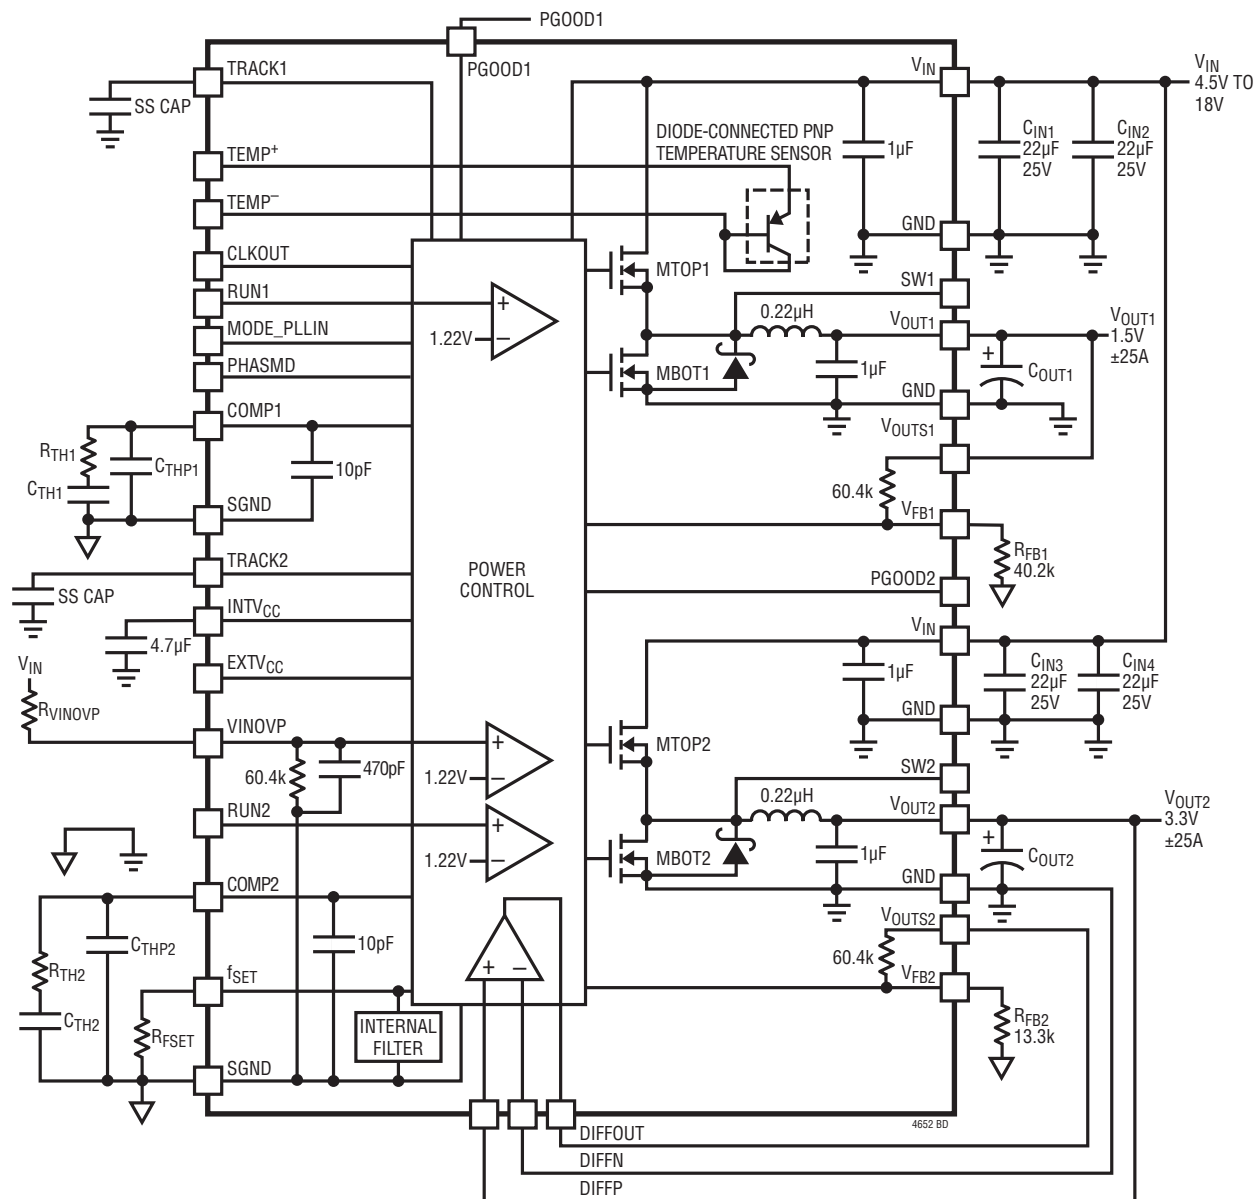 PGOOD1
PGOOD1
TRACK1
VIN
VIN
4.5V TO
18V
SS CAP
DIODE-CONNECTED PNP
TEMPERATURE SENSOR
1µF
CIN1
22µF
25V
CIN2
22µF
25V
TEMP+
TEMP–
GND
CLKOUT
MTOP1
SW1
RUN1
+
1.22V
–
0.22µH
VOUT1
VOUT1
1.5V
±25A
MODE_PLLIN
PHASMD
MBOT1
1µF
+
COUT1
GND
COMP1
VOUTS1
RTH1
CTHP1
10pF
CTH1
60.4k
SGND
VFB1
RFB1
40.2k
TRACK2
POWER
CONTROL
PGOOD2
SS CAP
INTVCC
4.7µF
VIN
EXTVCC
VIN
1µF
CIN3
22µF
25V
CIN4
22µF
25V
RVINOVP
GND
VINOVP
+
1.22V
–
MTOP2
60.4k
470pF
SW2
RUN2
+
1.22V
–
0.22µH
VOUT2
VOUT2
3.3V
±25A
MBOT2
1µF
+
COUT2
COMP2
GND
VOUTS2
CTHP2
10pF
RTH2
+
–
60.4k
fSET
VFB2
CTH2
RFSET
INTERNAL
FILTER
RFB2
13.3k
SGND
4652 BD
DIFFOUT
DIFFN
DIFFP